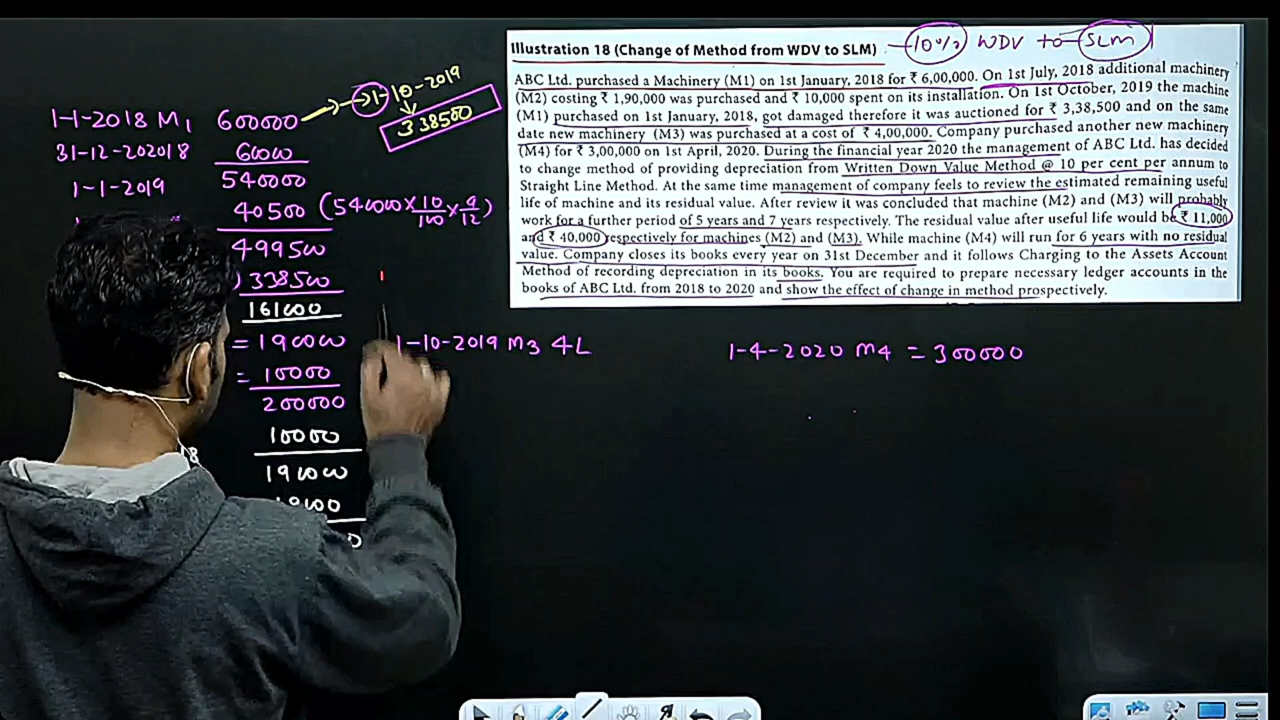 Illustration 18 (Change of Method from WDV to SLM) 10% WDV to SLM
ABC Ltd. purchased a Machinery (M1) on 1st January, 2018 for ₹ 6,00,000. On 1st July, 2018 additional machinery
(M2) costing ₹ 1,90,000 was purchased and ₹ 10,000 spent on its installation. On 1st October, 2019 the machine
(M1) purchased on 1st January, 2018, got damaged therefore it was auctioned for ₹ 3,38,500 and on the same
date new machinery (M3) was purchased at a cost of ₹ 4,00,000. Company purchased another new machinery
(M4) for ₹ 3,00,000 on 1st April, 2020. During the financial year 2020 the management of ABC Ltd. has decided
to change method of providing depreciation from Written Down Value Method @ 10 per cent per annum to
Straight Line Method. At the same time management of company feels to review the estimated remaining useful
life of machine and its residual value. After review it was concluded that machine (M2) and (M3) will probably
work for a further period of 5 years and 7 years respectively. The residual value after useful life would be ₹ 11,000
and ₹ 40,000 respectively for machines (M2) and (M3). While machine (M4) will run for 6 years with no residual
value. Company closes its books every year on 31st December and it follows Charging to the Assets Account
Method of recording depreciation in its books. You are required to prepare necessary ledger accounts in the
books of ABC Ltd. from 2018 to 2020 and show the effect of change in method prospectively.
1-10-2019
338500
1-1-2018 M1 600000
31-12-202018 60000
540000
1-1-2019
40500 (540000×10/100×9/12)
499500
338500
161000
= 190000
= 10000
200000
10000
190000
1-10-2019 M3 4L
1-4-2020 M4 = 300000